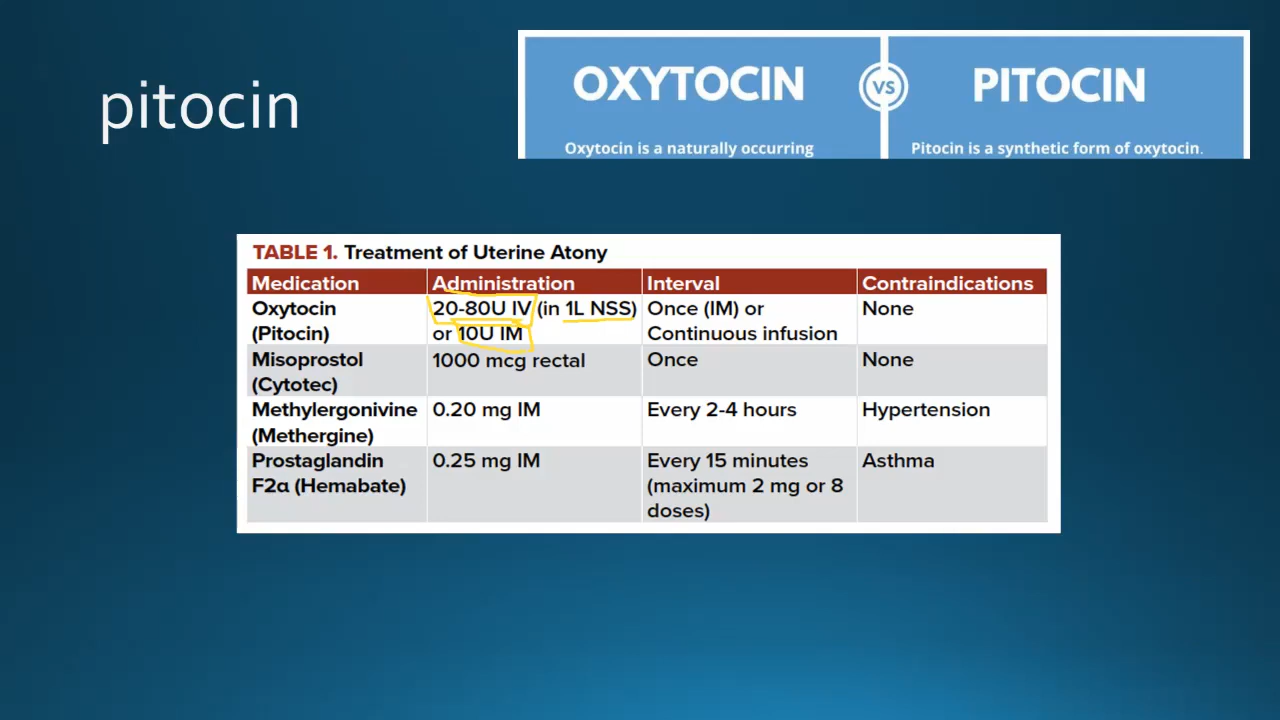 pitocin
OXYTOCIN
VS
PITOCIN
Oxytocin is a naturally occurring
Pitocin is a synthetic form of oxytocin.
TABLE 1. Treatment of Uterine Atony
Medication Administration Interval Contraindications
Oxytocin 20-80U IV (in 1L NSS) Once (IM) or None
(Pitocin) or 10U IM Continuous infusion
Misoprostol 1000 mcg rectal Once None
(Cytotec)
Methylergonivine 0.20 mg IM Every 2-4 hours Hypertension
(Methergine)
Prostaglandin 0.25 mg IM Every 15 minutes Asthma
F2α (Hemabate) (maximum 2 mg or 8
doses)